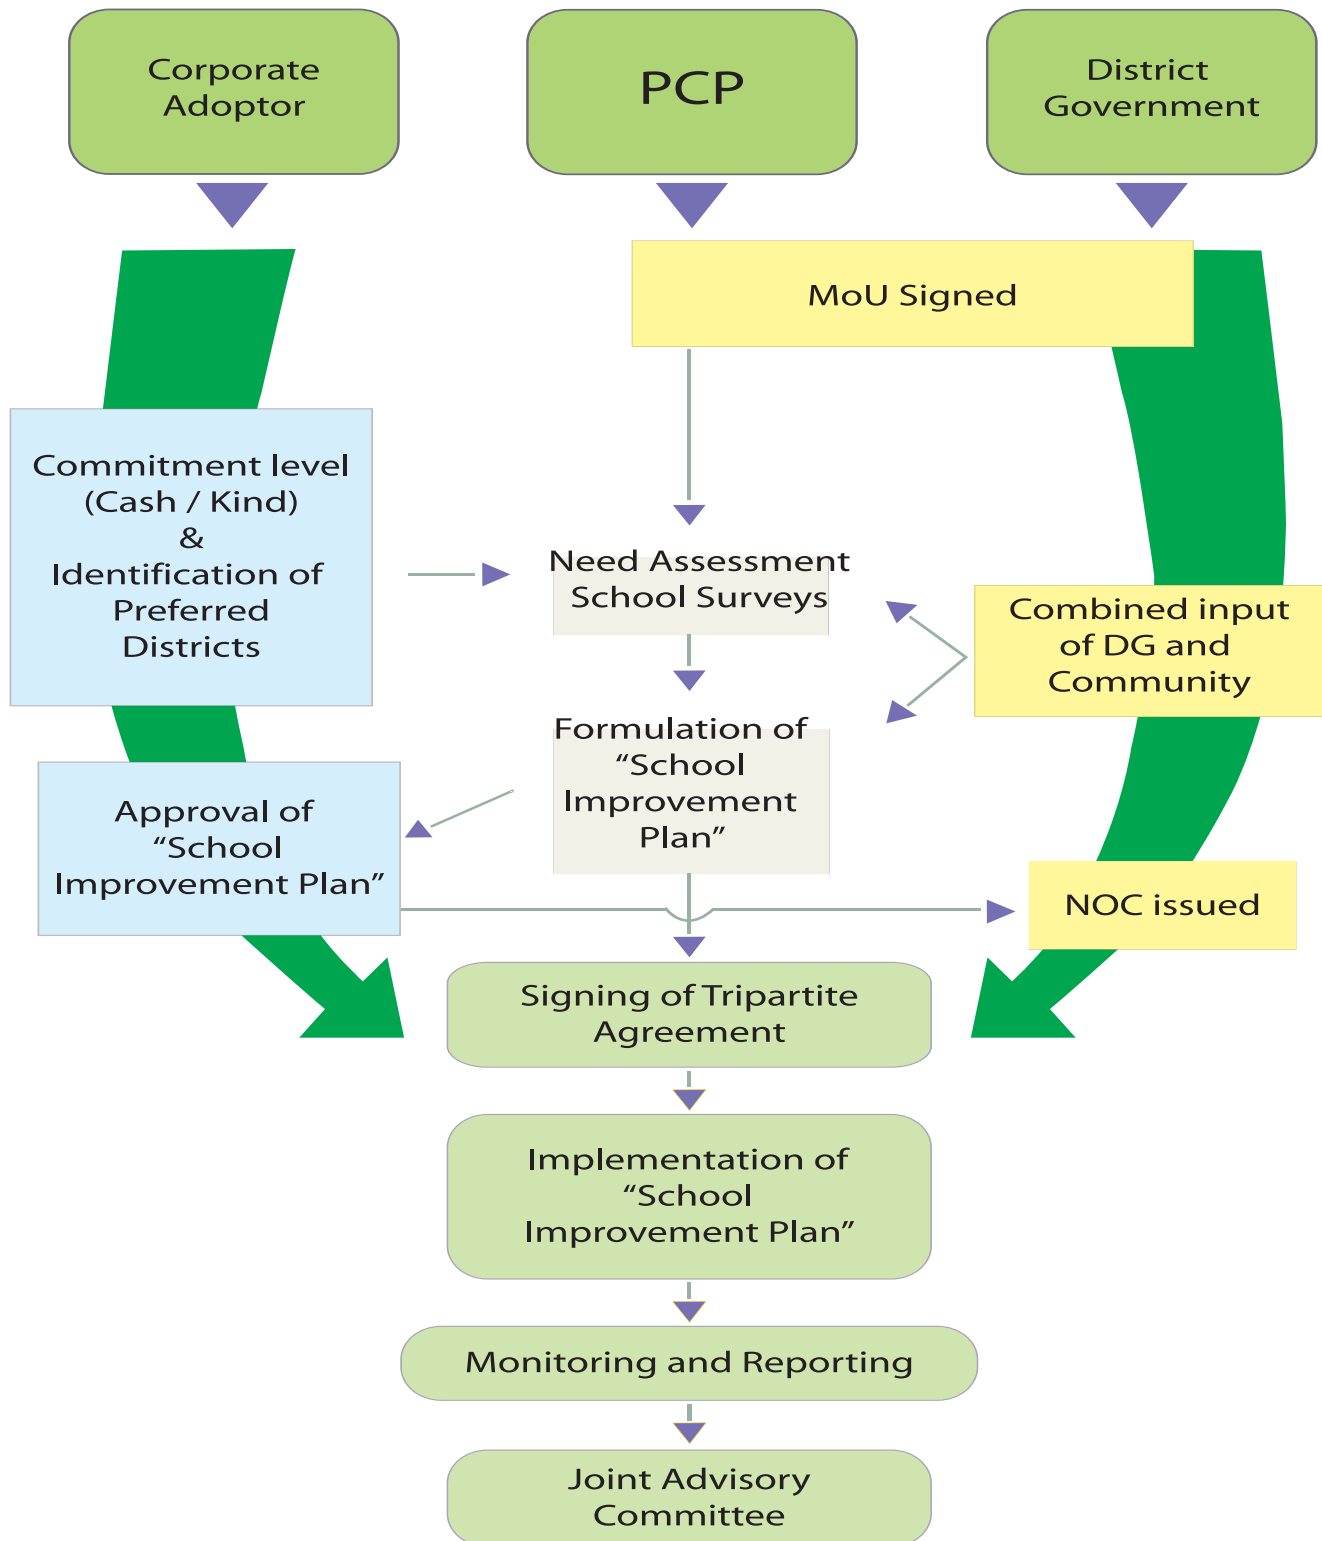 Corporate
Adoptor
PCP
District
Government
MoU Signed
Commitment level
(Cash / Kind)
&
Identification of
Preferred
Districts
Need Assessment
School Surveys
Combined input
of DG and
Community
Formulation of
“School
Improvement
Plan”
Approval of
“School
Improvement Plan”
NOC issued
Signing of Tripartite
Agreement
Implementation of
“School
Improvement Plan”
Monitoring and Reporting
Joint Advisory
Committee